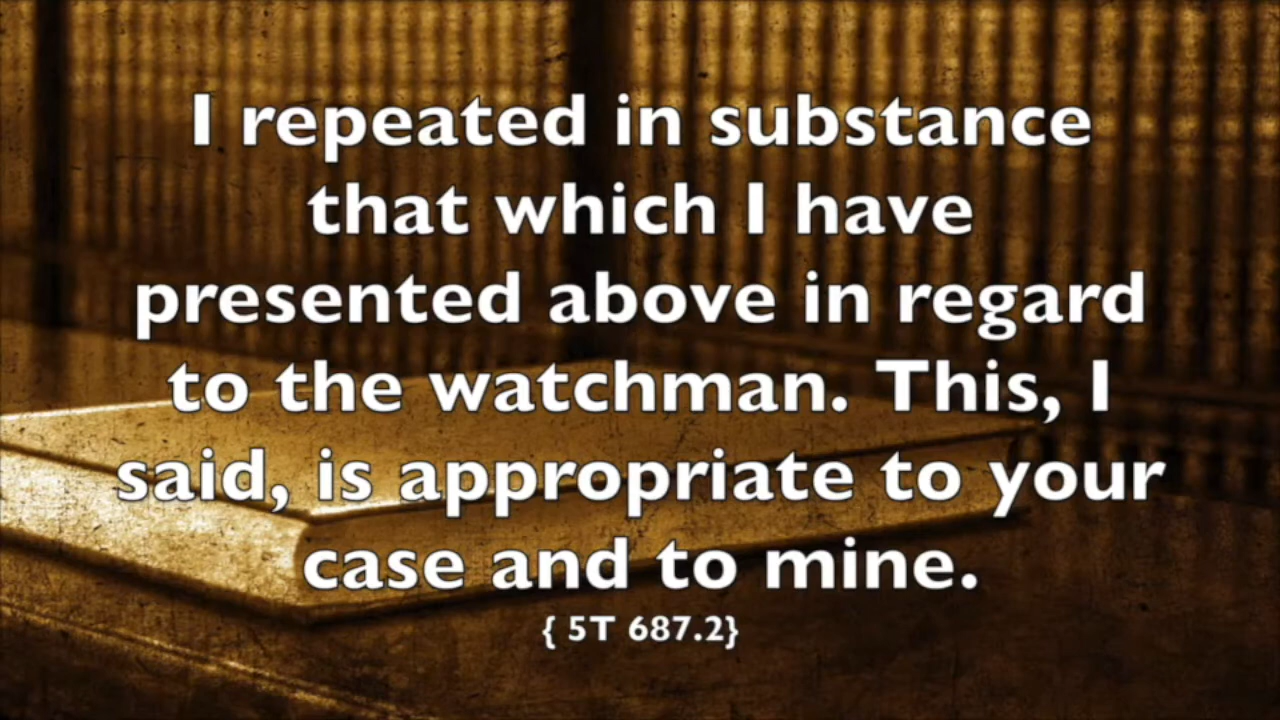 I repeated in substance
that which I have
presented above in regard
to the watchman. This, I
said, is appropriate to your
case and to mine.
{ 5T 687.2}